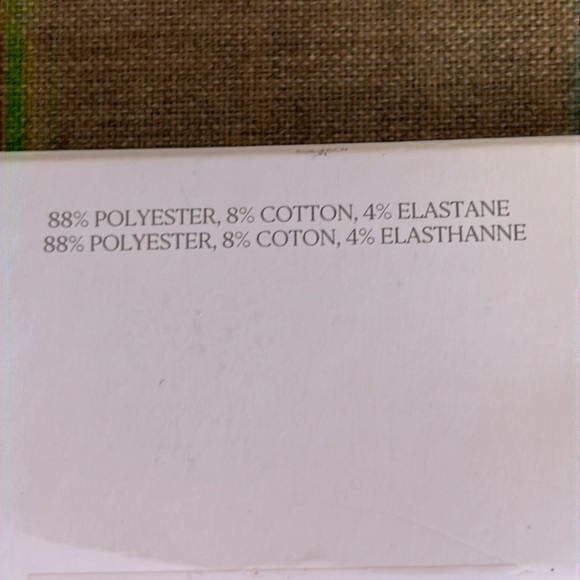 88% POLYESTER, 8% COTTON, 4% ELASTANE
88% POLYESTER, 8% COTON, 4% ELASTHANNE